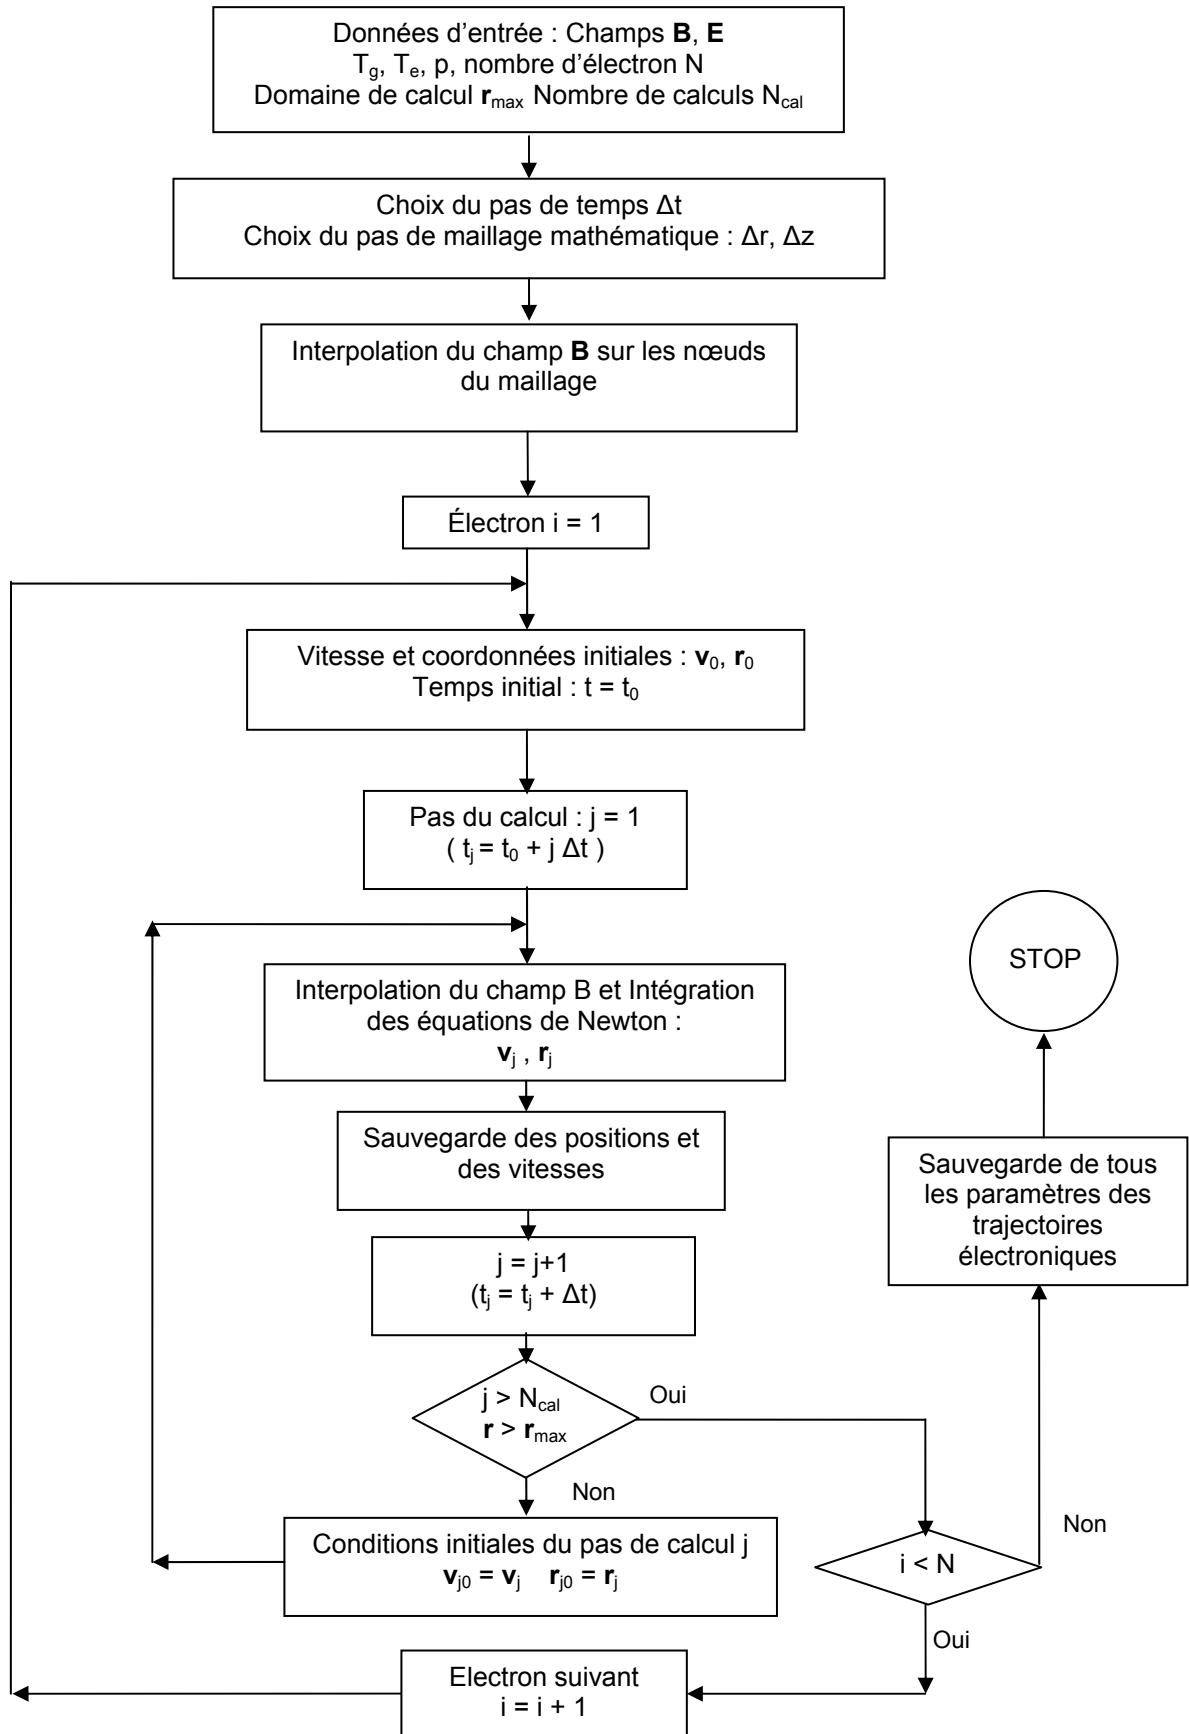 Données d'entrée : Champs B, E
Tg, Te, p, nombre d'électron N
Domaine de calcul rmax Nombre de calculs Ncal
Choix du pas de temps Δt
Choix du pas de maillage mathématique : Δr, Δz
Interpolation du champ B sur les nœuds
du maillage
Électron i = 1
Vitesse et coordonnées initiales : v0, r0
Temps initial : t = t0
Pas du calcul : j = 1
( tj = t0 + j Δt )
Interpolation du champ B et Intégration
des équations de Newton :
vj , rj
Sauvegarde des positions et
des vitesses
j = j+1
(tj = tj + Δt)
j > Ncal
r > rmax
Oui
Non
Conditions initiales du pas de calcul j
vj0 = vj rj0 = rj
i < N
Oui
Non
Electron suivant
i = i + 1
Sauvegarde de tous
les paramètres des
trajectoires
électroniques
STOP